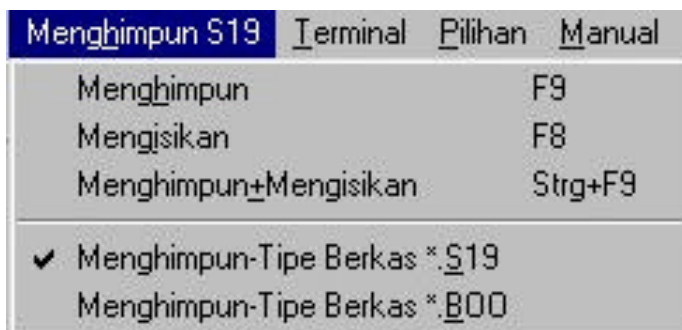 Menghimpun S19 Terminal Pilihan Manual
Menghimpun F9
Mengisikan F8
Menghimpun+Mengisikan Strg+F9
✔ Menghimpun-Tipe Berkas *.S19
Menghimpun-Tipe Berkas *.BOO